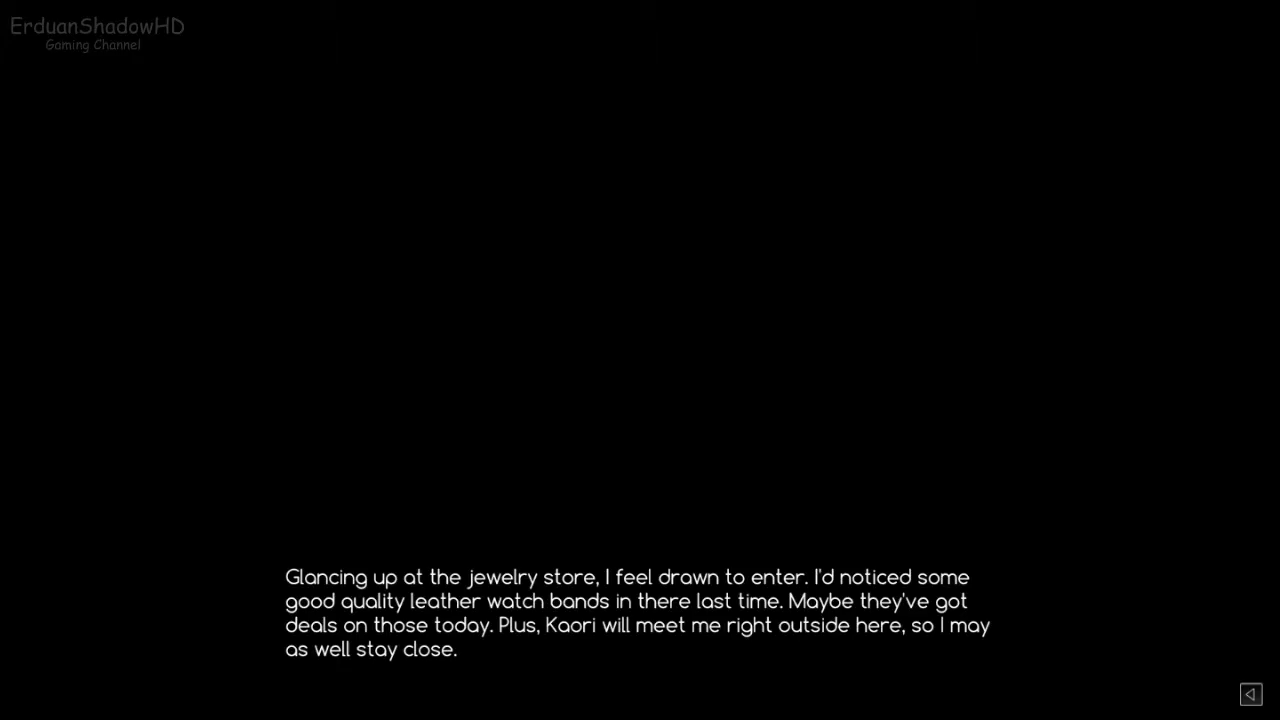 ErduanShadowHD
Gaming Channel
Glancing up at the jewelry store, I feel drawn to enter. I'd noticed some
good quality leather watch bands in there last time. Maybe they've got
deals on those today. Plus, Kaori will meet me right outside here, so I may
as well stay close.